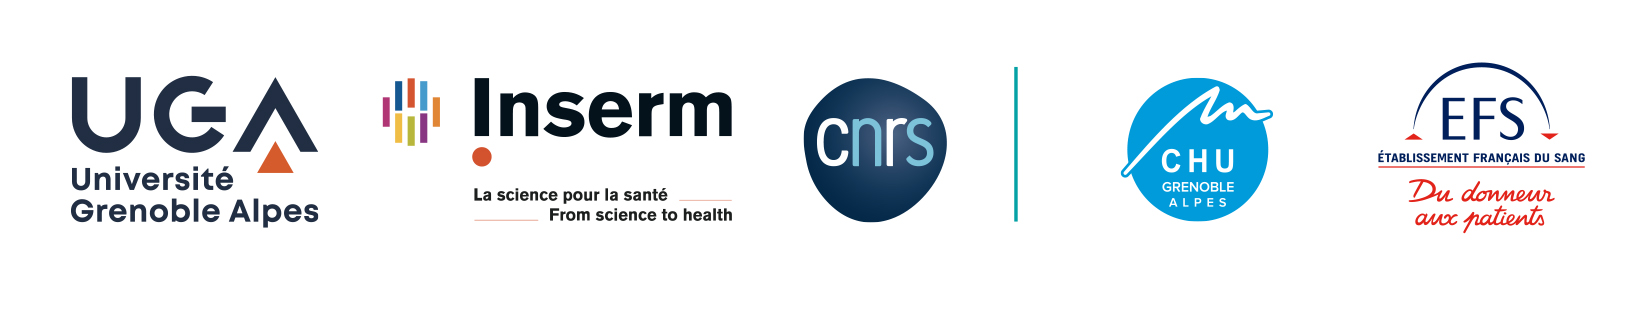 UGA
Université
Grenoble Alpes
Inserm
La science pour la santé
From science to health
cnrs
CHU
GRENOBLE
ALPES
EFS
ÉTABLISSEMENT FRANÇAIS DU SANG
Du donneur
aux patients